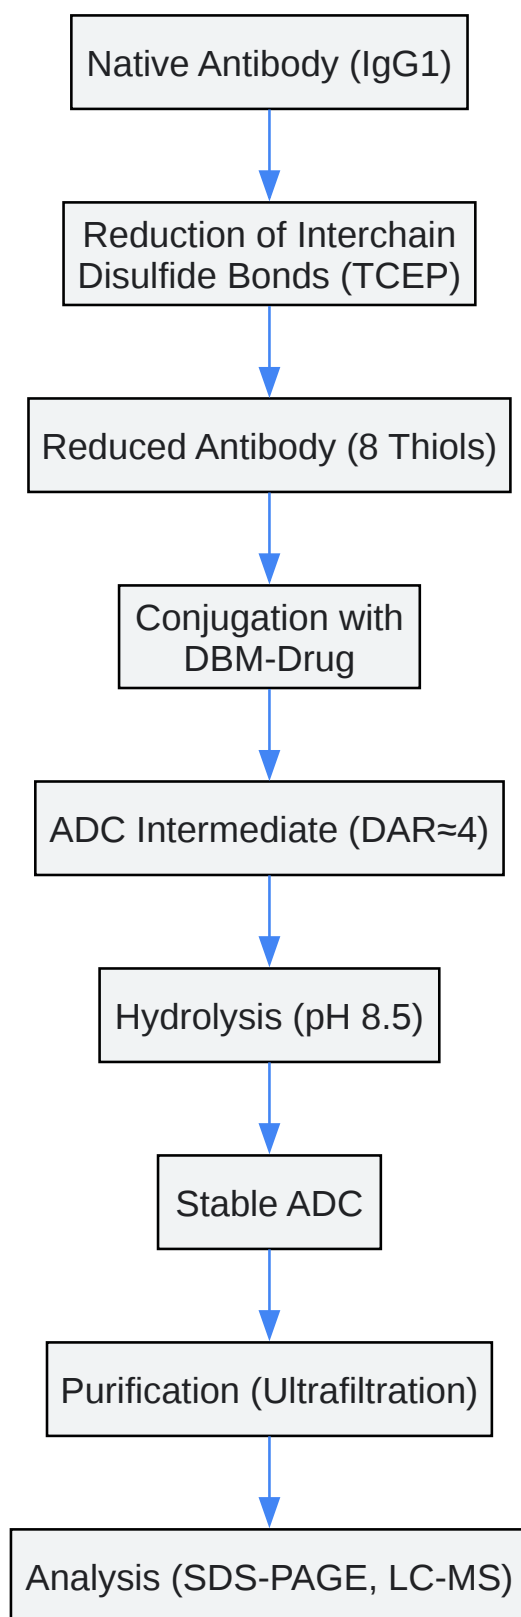 Native Antibody (IgG1)
Reduction of Interchain
Disulfide Bonds (TCEP)
Reduced Antibody (8 Thiols)
Conjugation with
DBM-Drug
ADC Intermediate (DAR≈4)
Hydrolysis (pH 8.5)
Stable ADC
Purification (Ultrafiltration)
Analysis (SDS-PAGE, LC-MS)